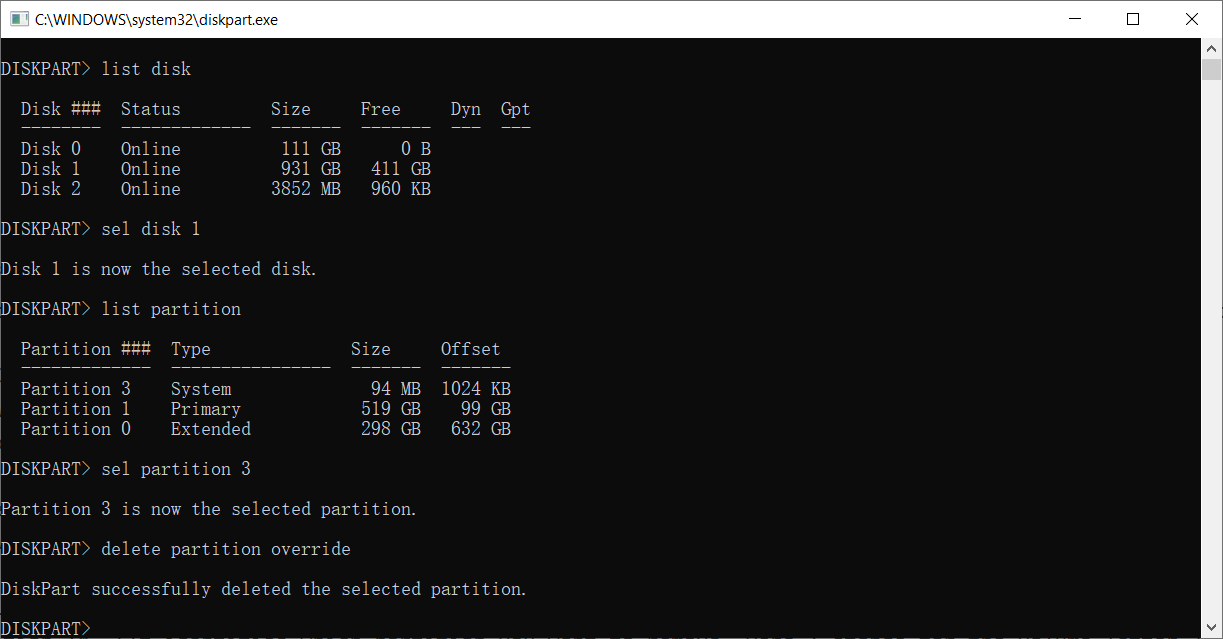 C:\WINDOWS\system32\diskpart.exe
DISKPART> list disk
  Disk ###  Status         Size     Free     Dyn  Gpt
  --------  -------------  -------  -------  ---  ---
  Disk 0    Online          111 GB      0 B
  Disk 1    Online          931 GB   411 GB
  Disk 2    Online         3852 MB   960 KB
DISKPART> sel disk 1
Disk 1 is now the selected disk.
DISKPART> list partition
  Partition ###  Type              Size     Offset
  -------------  ----------------  -------  -------
  Partition 3    System              94 MB  1024 KB
  Partition 1    Primary            519 GB    99 GB
  Partition 0    Extended           298 GB   632 GB
DISKPART> sel partition 3
Partition 3 is now the selected partition.
DISKPART> delete partition override
DiskPart successfully deleted the selected partition.
DISKPART>